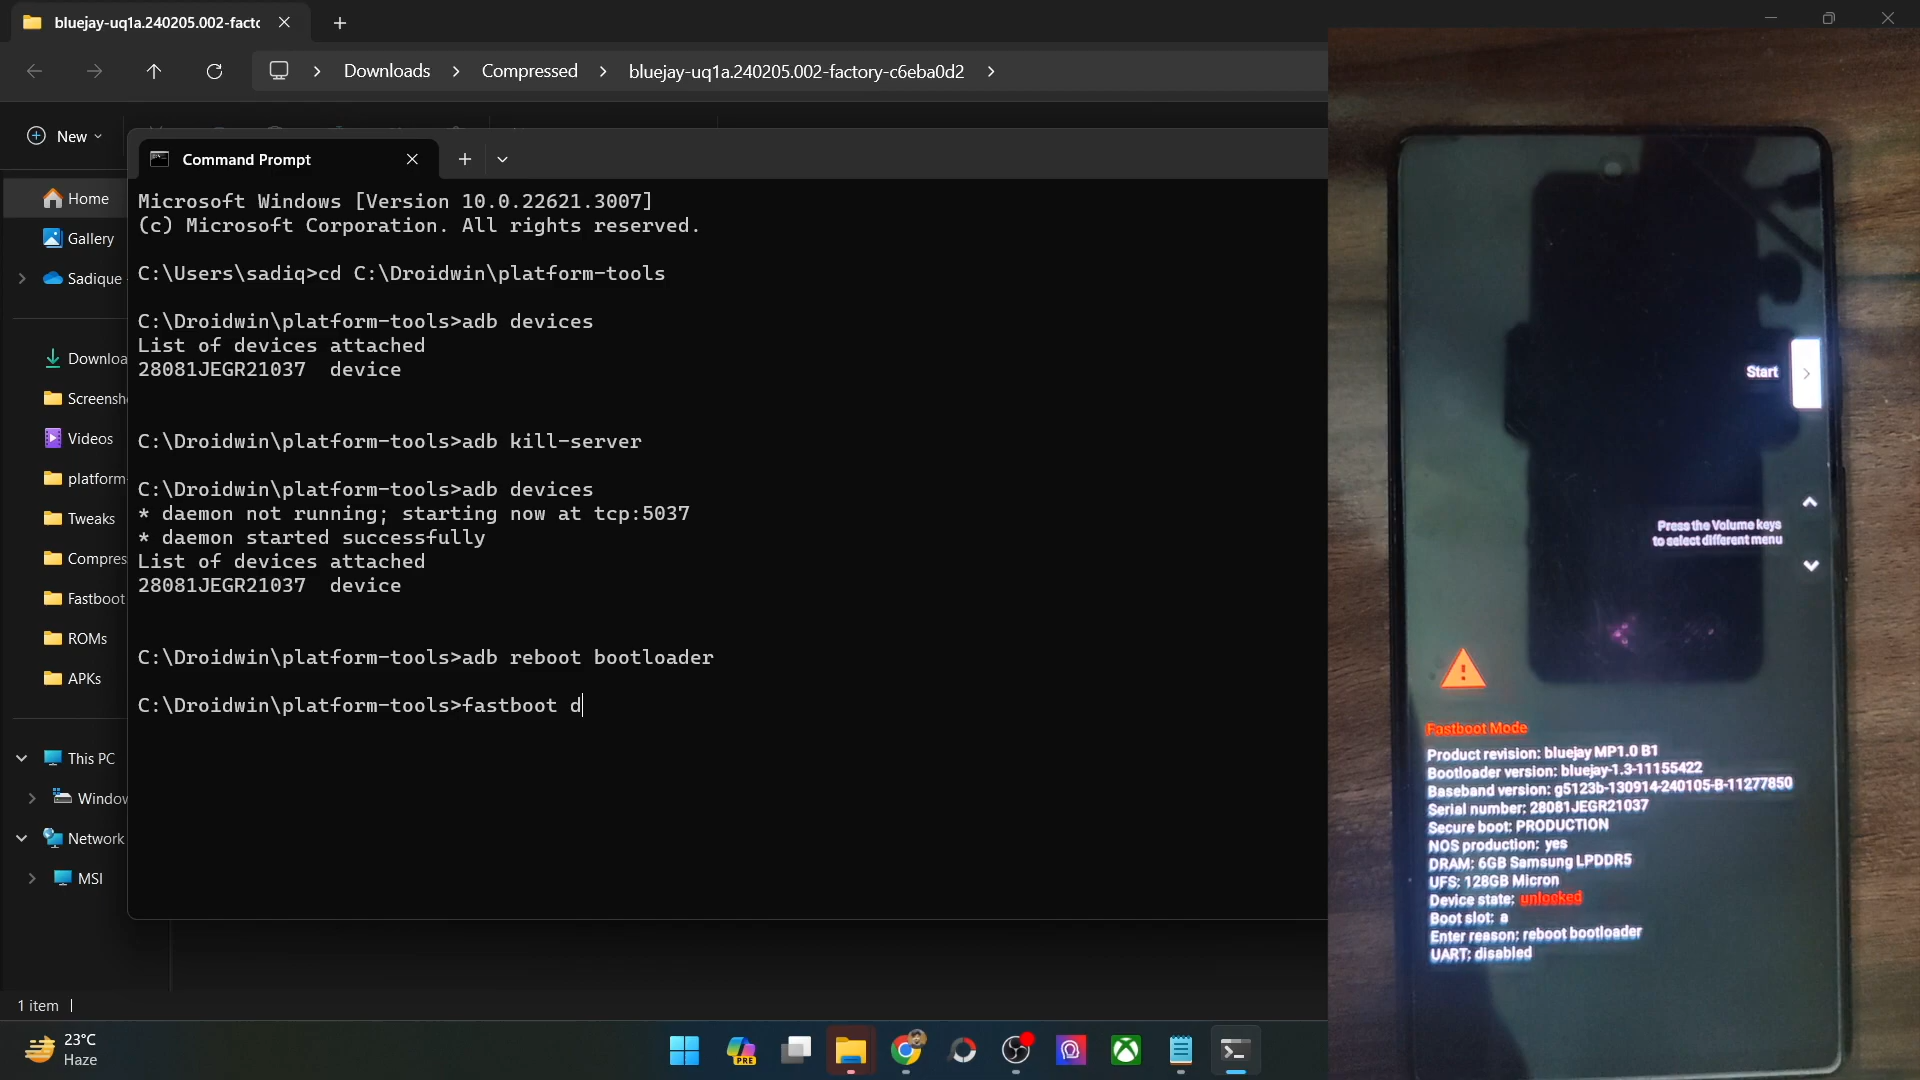 bluejay-uq1a.240205.002-factc
Downloads
Compressed
bluejay-uq1a.240205.002-factory-c6eba0d2
New
Command Prompt
Home
Gallery
Sadique
Downloa
Screensh
Videos
platform-
Tweaks
Compres
Fastboot
ROMs
APKs
This PC
Windov
Network
MSI
1 item
Microsoft Windows [Version 10.0.22621.3007]
(c) Microsoft Corporation. All rights reserved.
C:\Users\sadiq>cd C:\Droidwin\platform-tools
C:\Droidwin\platform-tools>adb devices
List of devices attached
28081JEGR21037 device
C:\Droidwin\platform-tools>adb kill-server
C:\Droidwin\platform-tools>adb devices
* daemon not running; starting now at tcp:5037
* daemon started successfully
List of devices attached
28081JEGR21037 device
C:\Droidwin\platform-tools>adb reboot bootloader
C:\Droidwin\platform-tools>fastboot d
Start
Press the Volume keys
to select different menu
Fastboot Mode
Product revision: bluejay MP1.0 B1
Bootloader version: bluejay-1.3-11155422
Baseband version: g5123b-130914-240105-B-11277850
Serial number: 28081JEGR21037
Secure boot: PRODUCTION
NOS production: yes
DRAM: 6GB Samsung LPDDR5
UFS: 128GB Micron
Device state: unlocked
Boot slot: a
Enter reason: reboot bootloader
UART: disabled
23°C
Haze
PRE